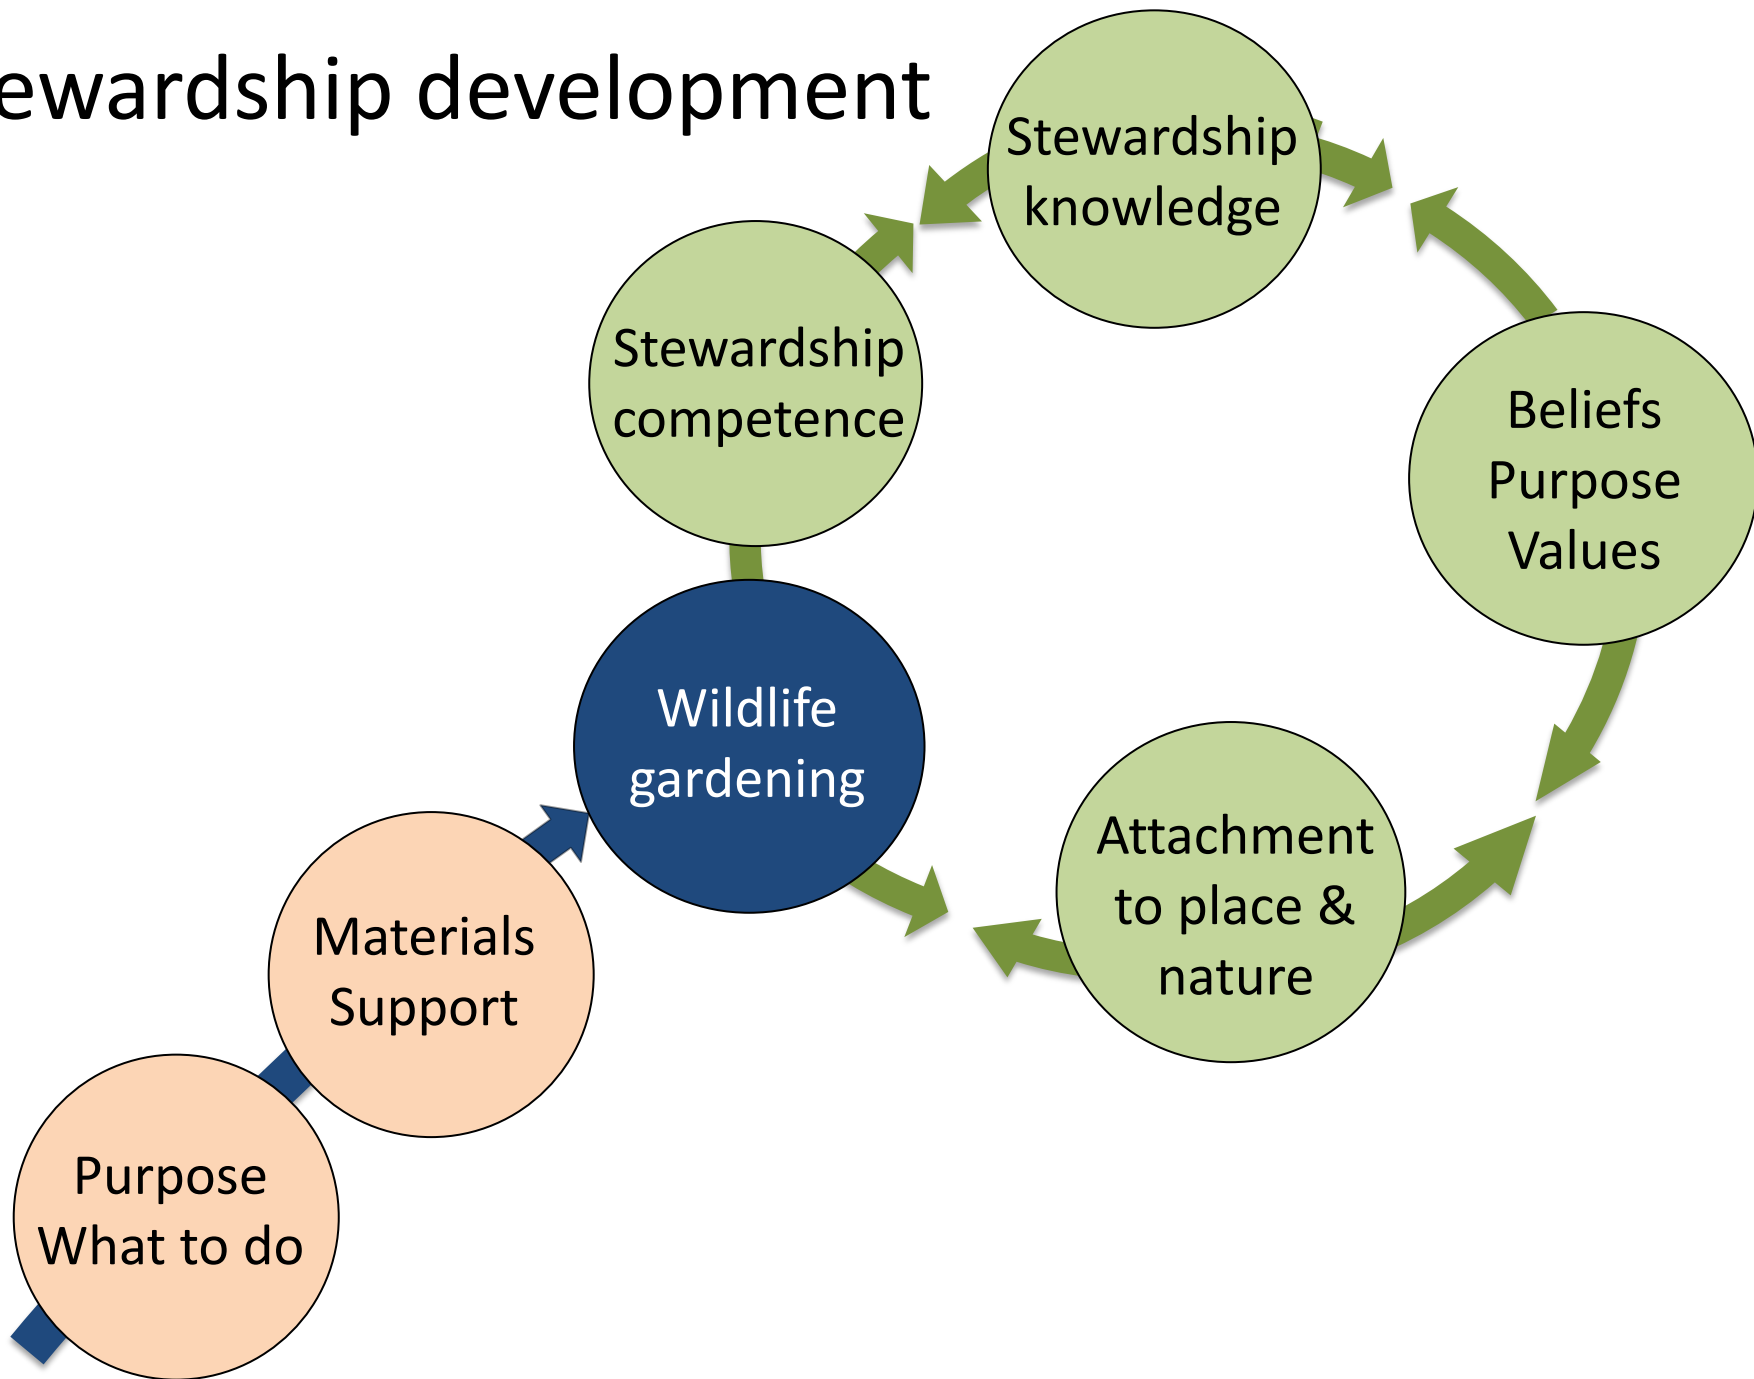 ewardship development
Stewardship
knowledge
Stewardship
competence
Beliefs
Purpose
Values
Wildlife
gardening
Attachment
to place &
nature
Materials
Support
Purpose
What to do